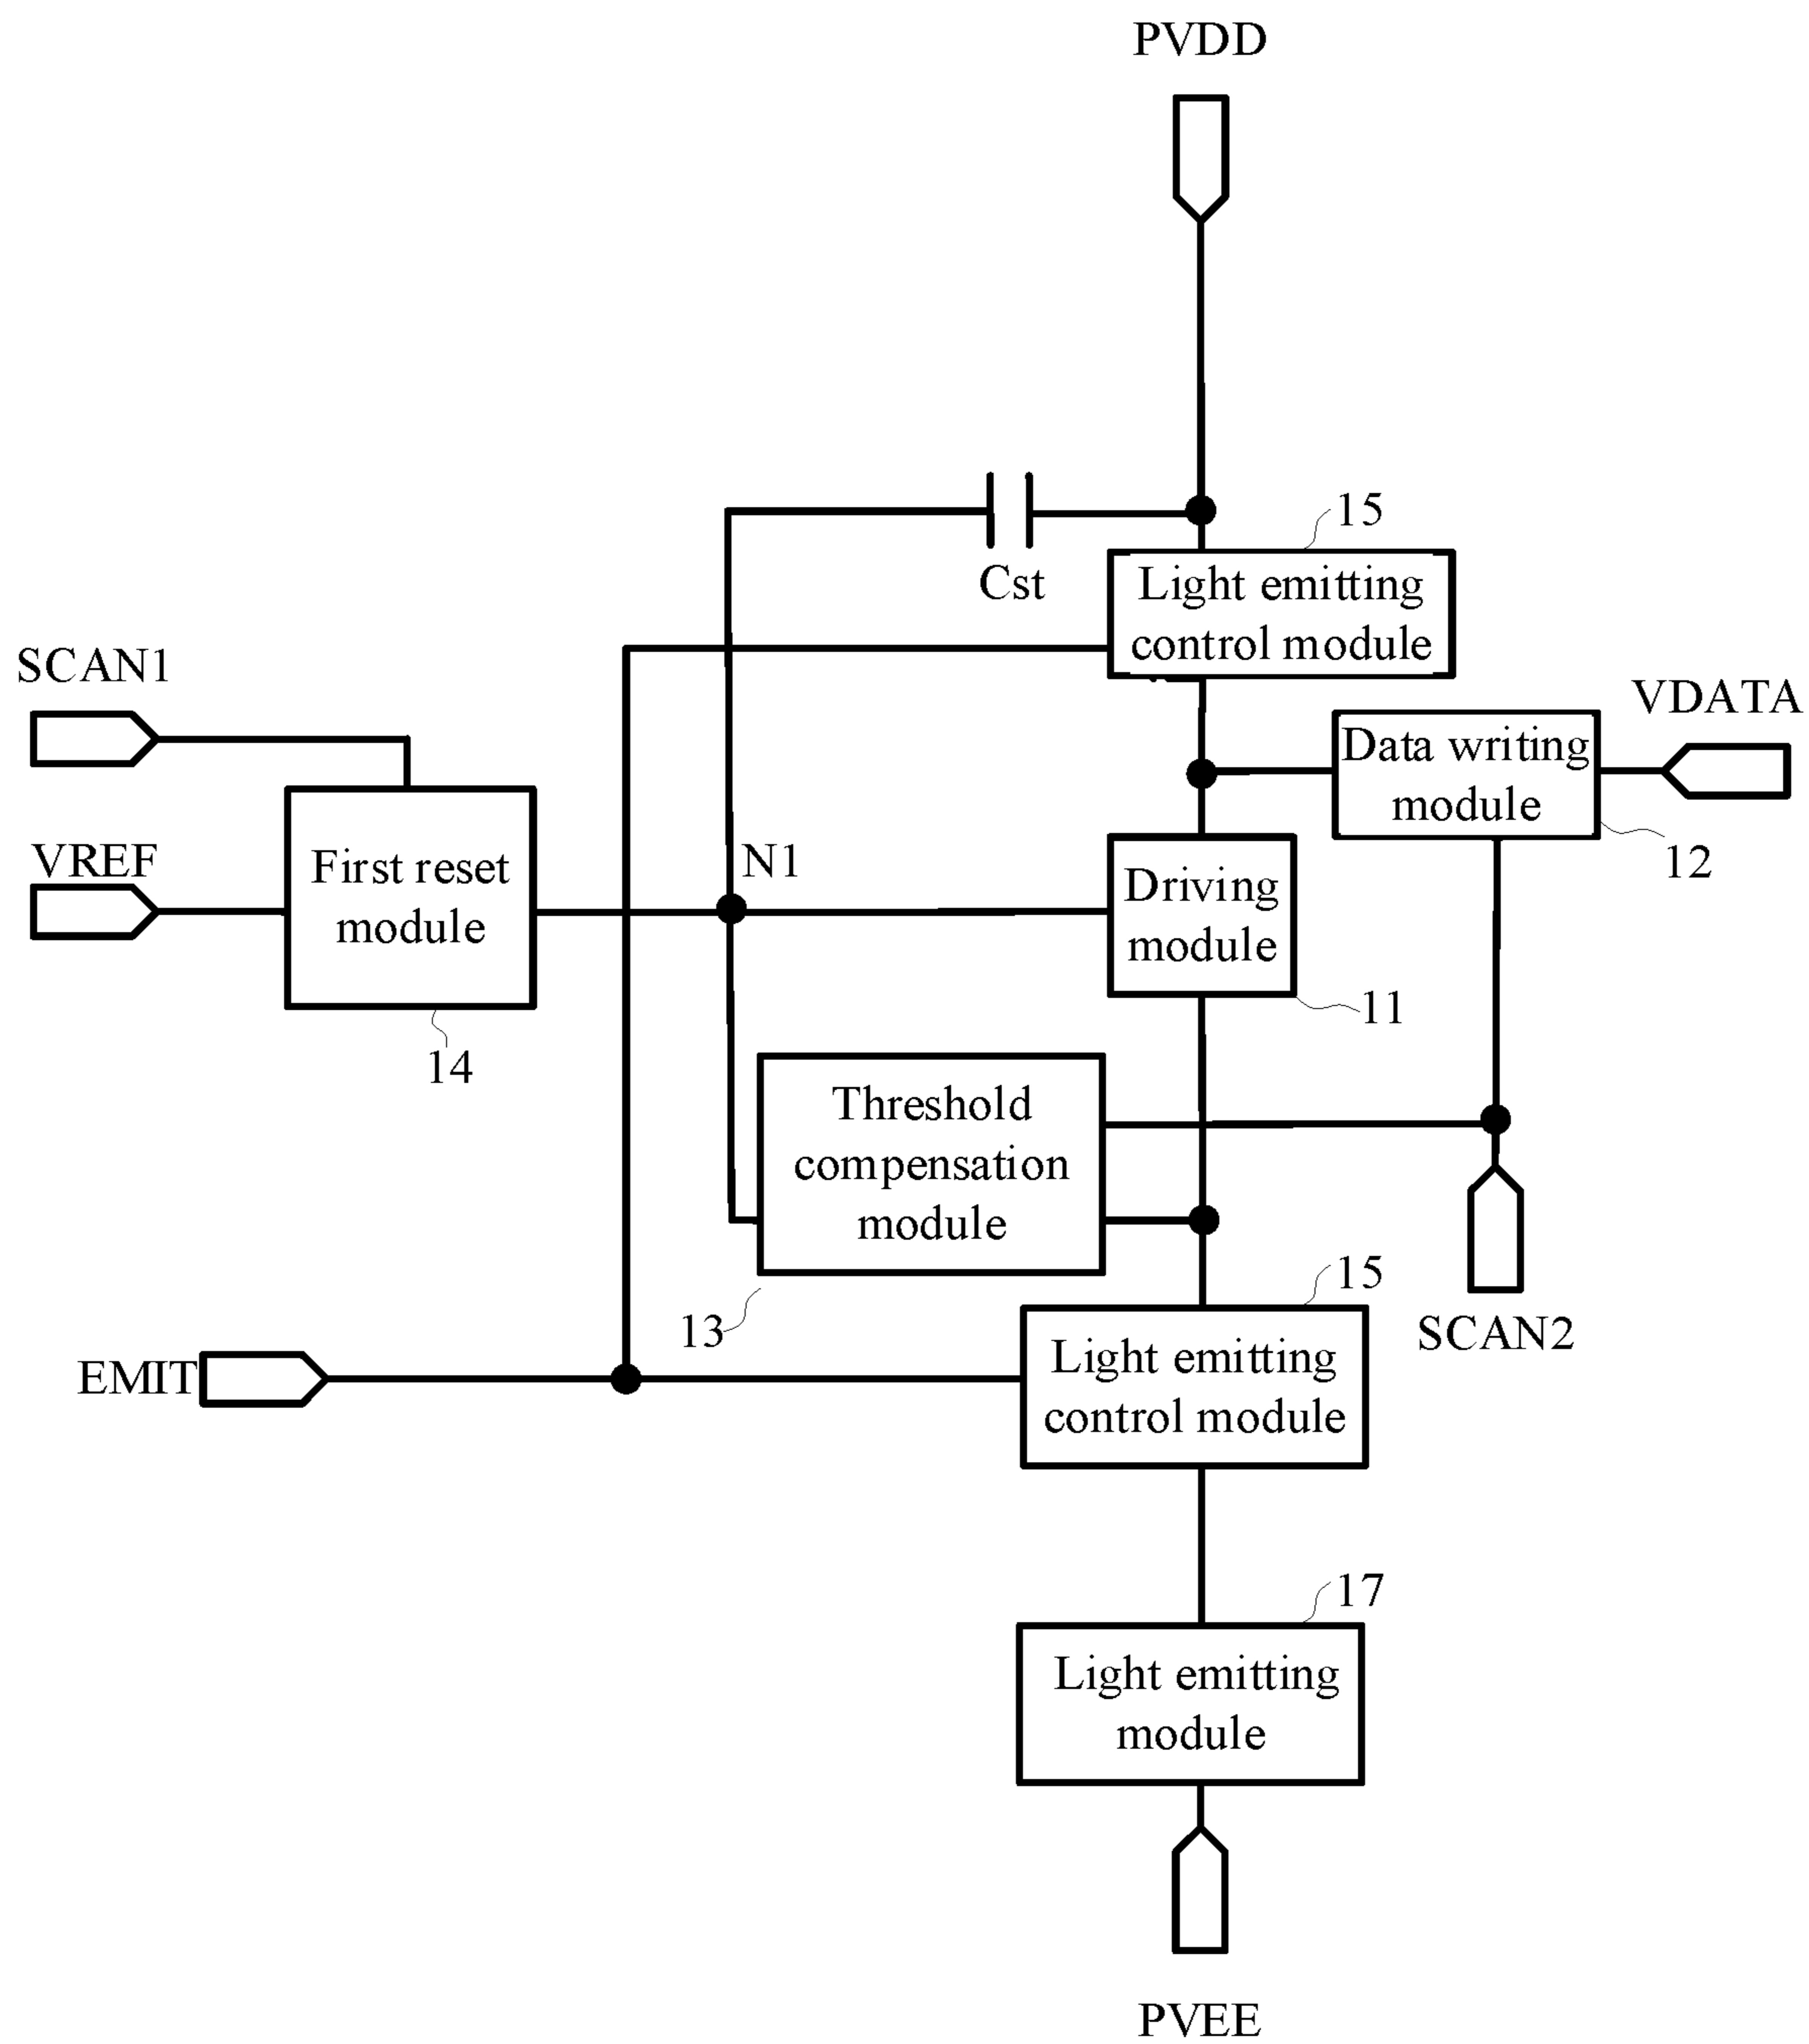 PVDD
15
Cst
Light emitting
control module
SCAN1
VDATA
Data writing
module
VREF
First reset
module
N1
Driving
module
12
11
14
Threshold
compensation
module
15
13
SCAN2
EMIT
Light emitting
control module
17
Light emitting
module
PVEE